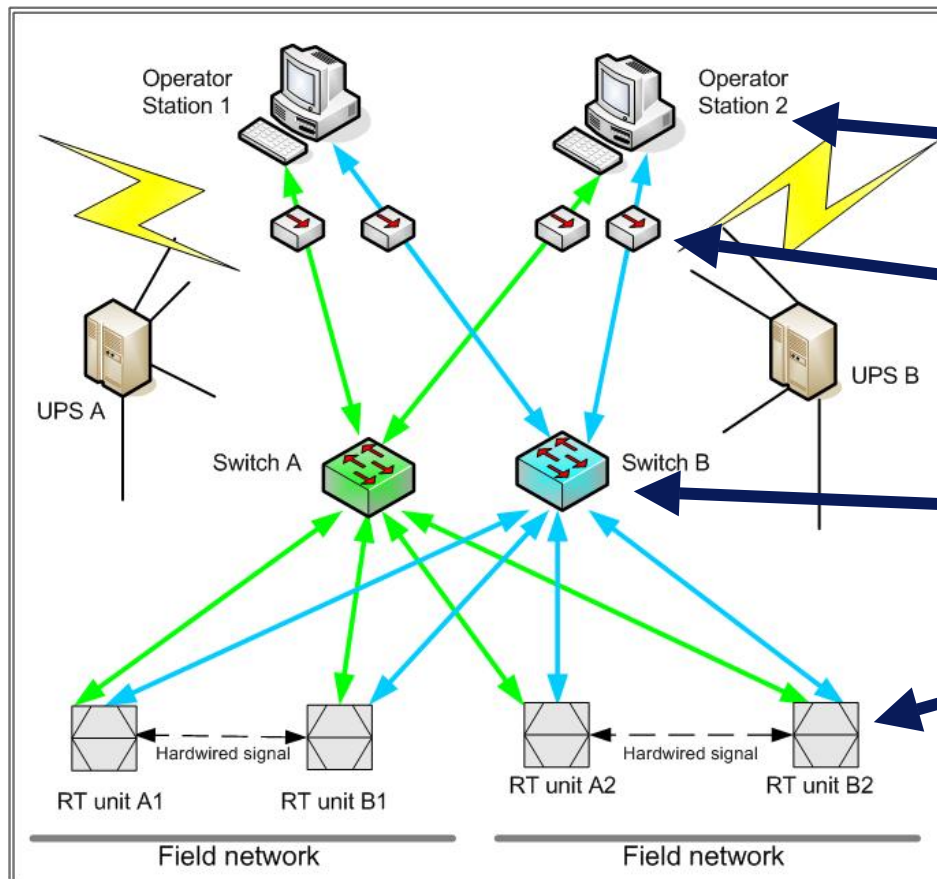 Operator
Station 1
Operator
Station 2
UPS A
UPS B
Switch A
Switch B
Hardwired signal
Hardwired signal
RT unit A1
RT unit B1
RT unit A2
RT unit B2
Field network
Field network